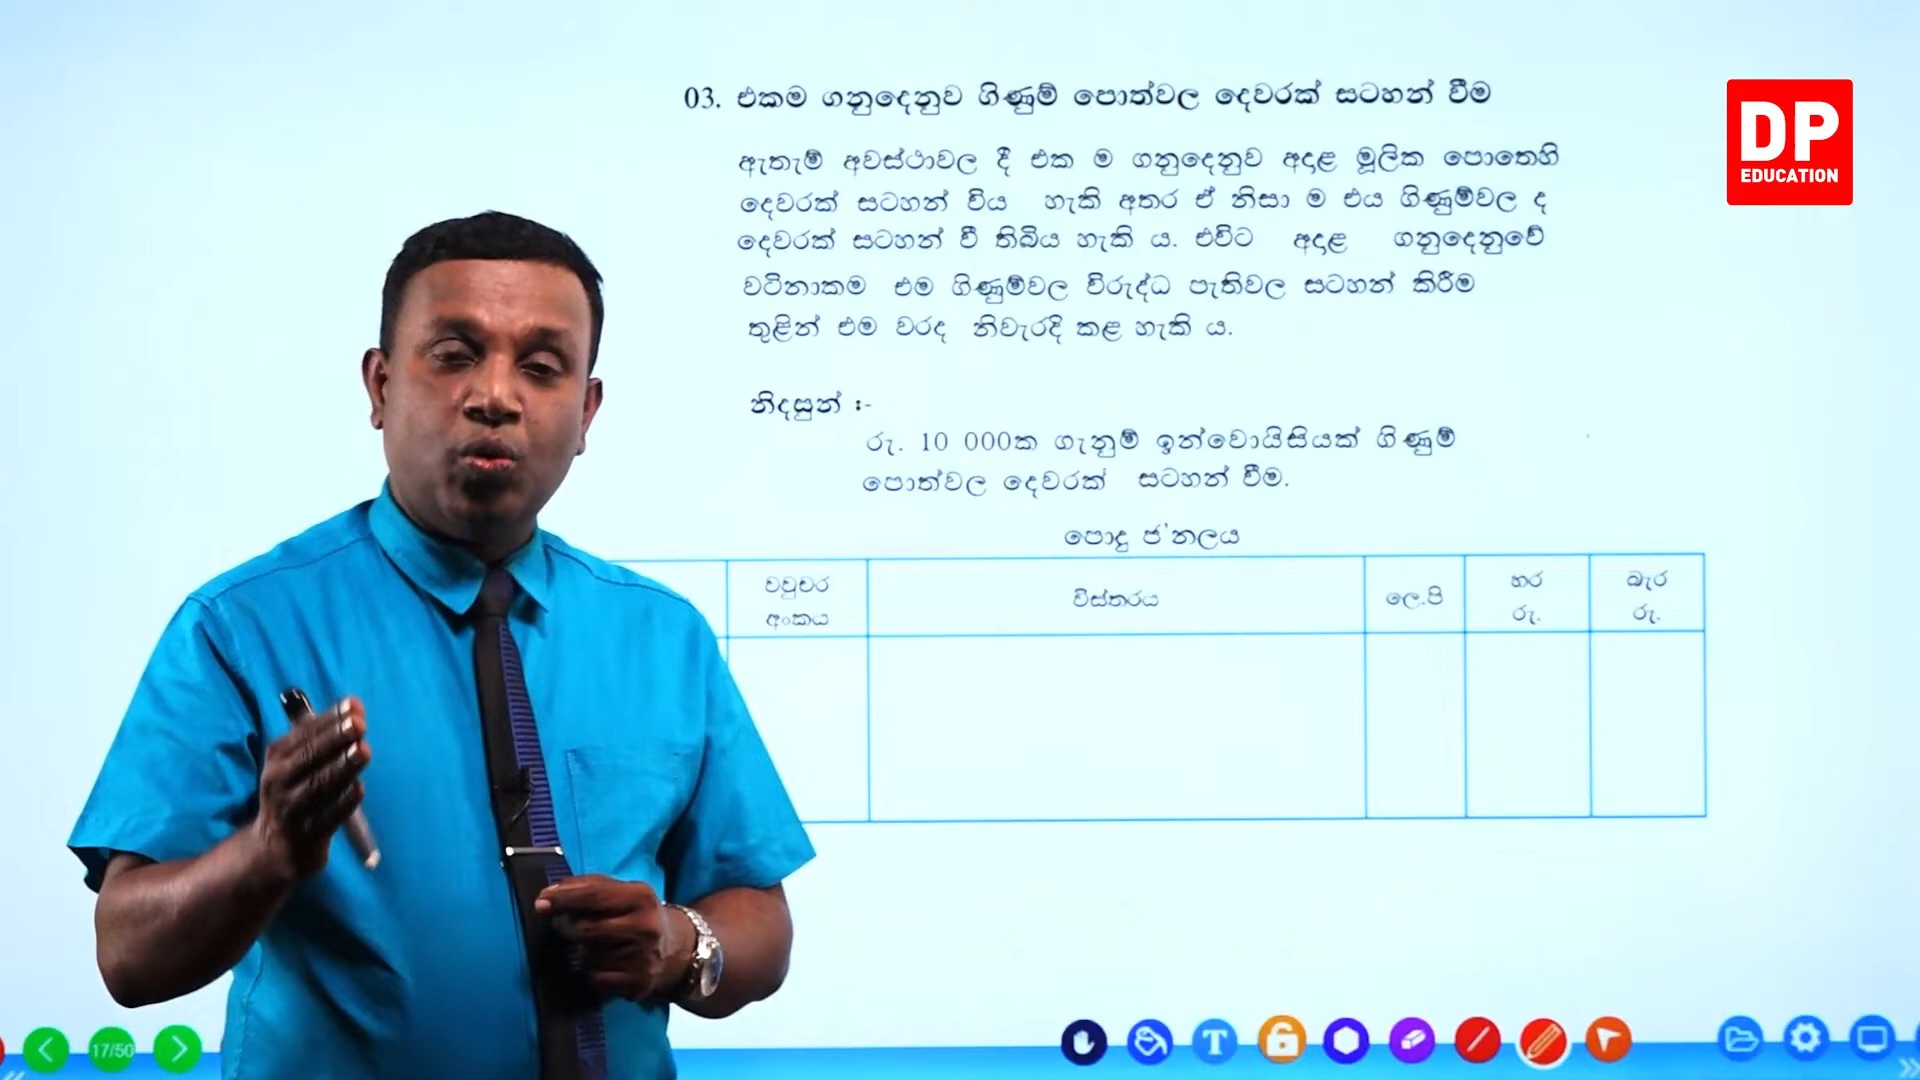 DP
EDUCATION
03. එකම ගනුදෙනුව ගිණුම් පොත්වල දෙවරක් සටහන් වීම
ඇතැම් අවස්ථාවල දී එක ම ගනුදෙනුව අදාළ මූලික පොතෙහි
දෙවරක් සටහන් විය හැකි අතර ඒ නිසා ම එය ගිණුම්වල ද
දෙවරක් සටහන් වී තිබිය හැකි ය. එවිට අදාළ ගනුදෙනුවේ
වටිනාකම එම ගිණුම්වල විරුද්ධ පැතිවල සටහන් කිරීම
තුළින් එම වරද නිවැරදි කළ හැකි ය.
නිදසුන් :-
රු. 10 000ක ගැනුම් ඉන්වොයිසියක් ගිණුම්
පොත්වල දෙවරක් සටහන් වීම.
පොදු ජ'නලය
වවුචර අංකය විස්තරය ලෙ.පි හර රු. බැර රු.
17/50